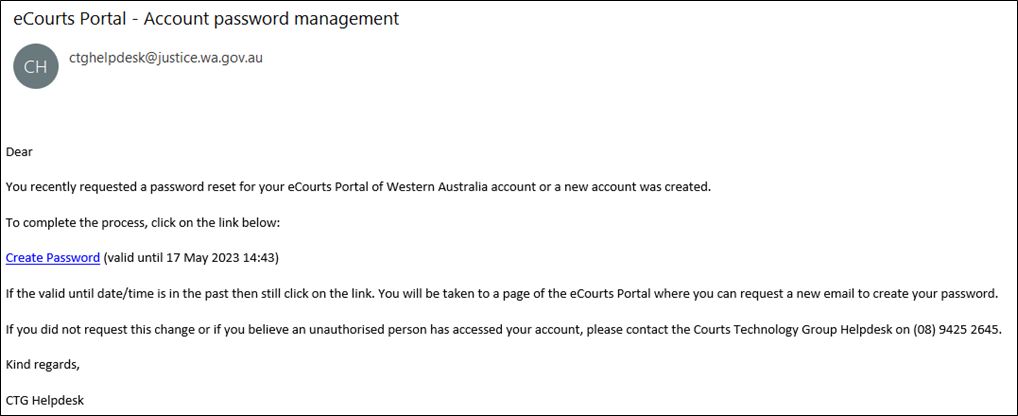 eCourts Portal - Account password management
CH
ctghelpdesk@justice.wa.gov.au
Dear
You recently requested a password reset for your eCourts Portal of Western Australia account or a new account was created.
To complete the process, click on the link below:
Create Password (valid until 17 May 2023 14:43)
If the valid until date/time is in the past then still click on the link. You will be taken to a page of the eCourts Portal where you can request a new email to create your password.
If you did not request this change or if you believe an unauthorised person has accessed your account, please contact the Courts Technology Group Helpdesk on (08) 9425 2645.
Kind regards,
CTG Helpdesk